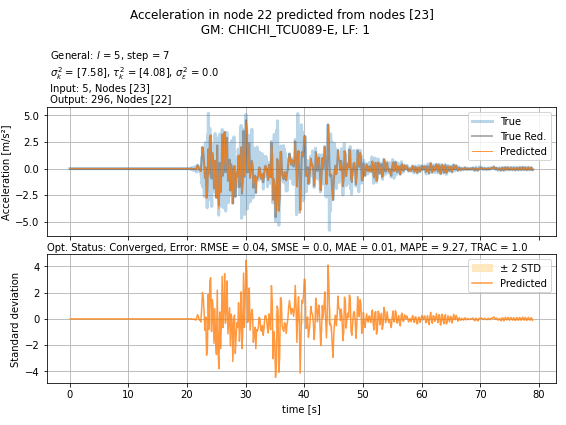 Acceleration in node 22 predicted from nodes [23]
GM: CHICHI_TCU089-E, LF: 1
General: l = 5, step = 7
σ²ₖ = [7.58], τ²ₖ = [4.08], σ²ε = 0.0
Input: 5, Nodes [23]
Output: 296, Nodes [22]
Acceleration [m/s²]
5.0
2.5
0.0
−2.5
−5.0
True
True Red.
Predicted
Opt. Status: Converged, Error: RMSE = 0.04, SMSE = 0.0, MAE = 0.01, MAPE = 9.27, TRAC = 1.0
Standard deviation
4
2
0
−2
−4
± 2 STD
Predicted
0 10 20 30 40 50 60 70 80
time [s]